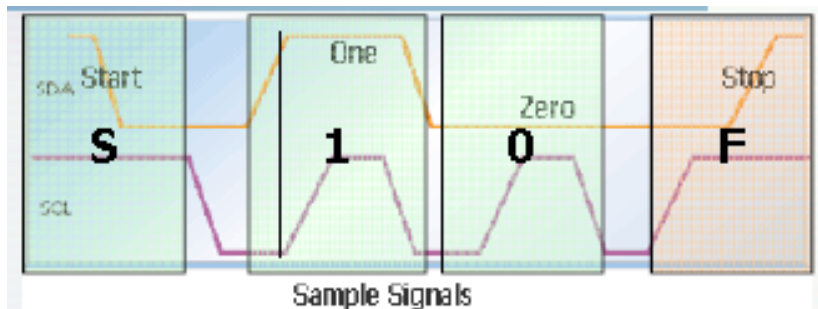 One
Start
Stop
SDA
Zero
S 1 0 F
SCL
Sample Signals